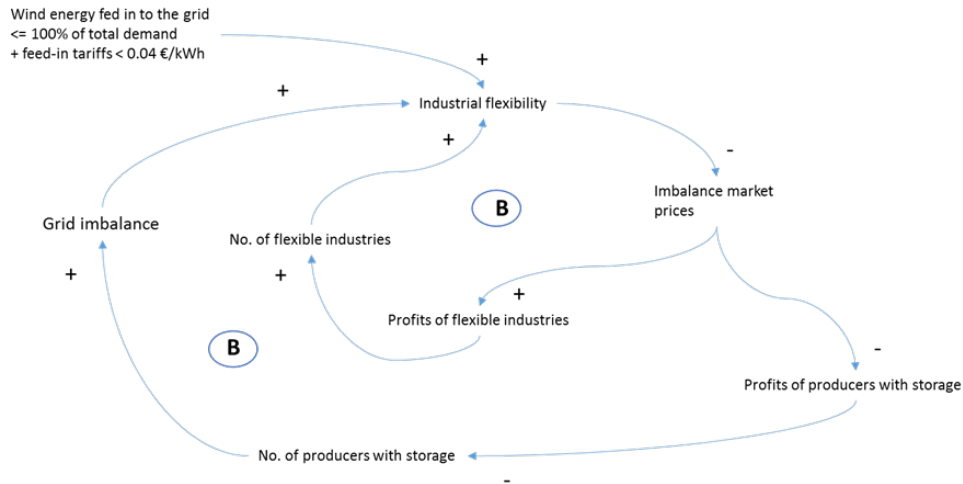 Wind energy fed in to the grid
<= 100% of total demand
+ feed-in tariffs < 0.04 €/kWh
+
+
Industrial flexibility
+
-
Imbalance market
prices
B
Grid imbalance
No. of flexible industries
+
+
+
Profits of flexible industries
B
-
Profits of producers with storage
No. of producers with storage
-